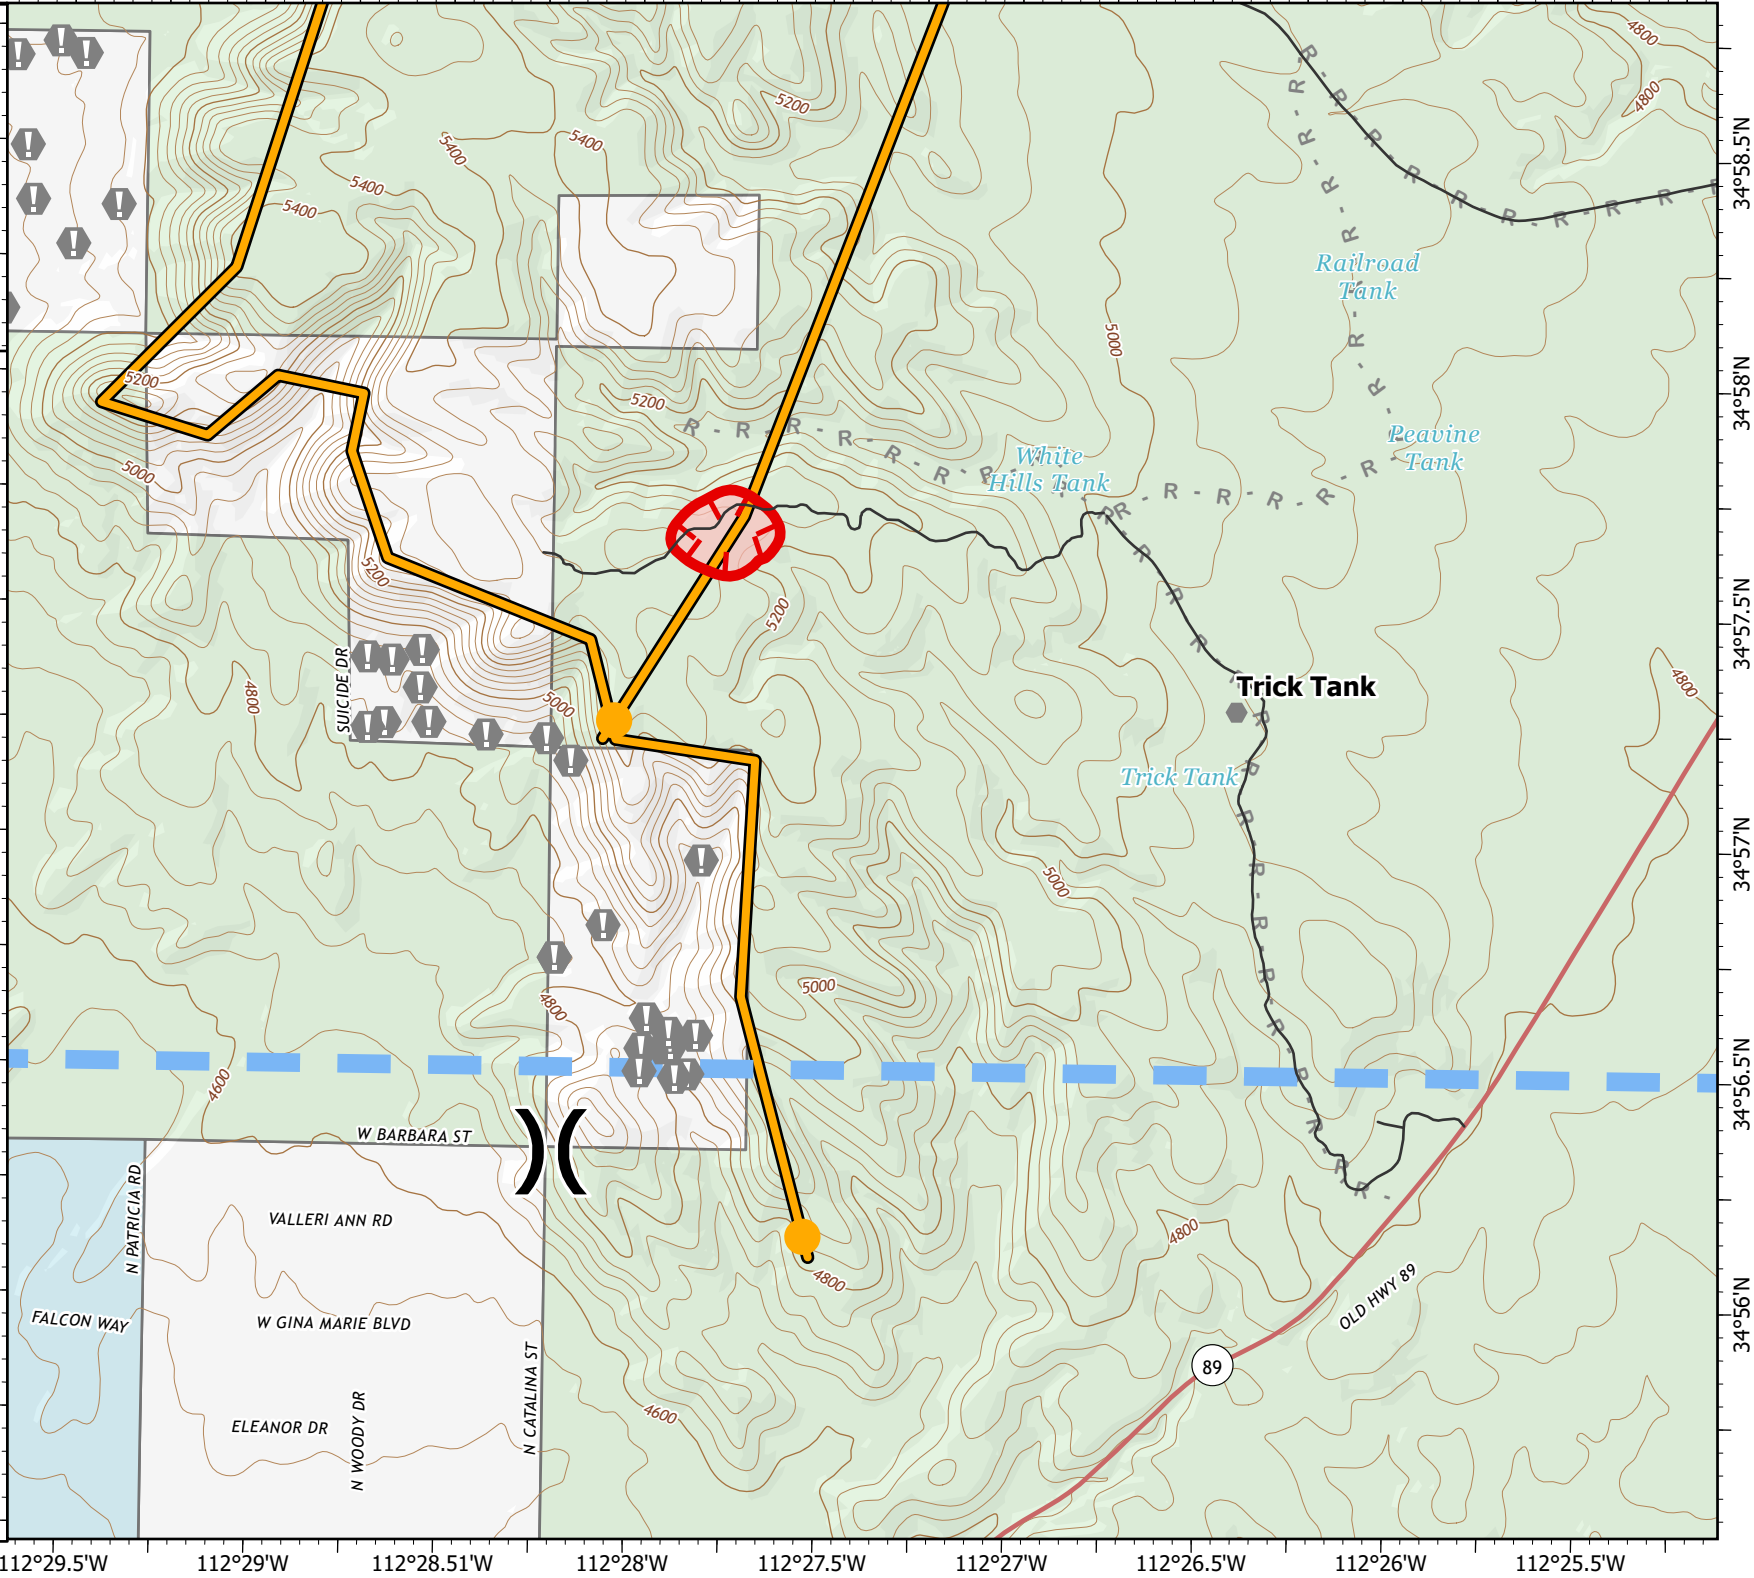 4800
4800
5200
5400
5400
5400
5400
34°58.5'N
Railroad
Tank
5000
5200
34°58'N
5200
Peavine
Tank
White
Hills Tank
5000
R - R - R - R - R - R - R
5200
5200
34°57.5'N
SUICIDE DR
4800
5000
Trick Tank
4800
Trick Tank
34°57'N
5000
5000
4800
34°56.5'N
4600
W BARBARA ST
N PATRICIA RD
VALLERI ANN RD
4800
4800
34°56'N
FALCON WAY
W GINA MARIE BLVD
OLD HWY 89
89
N CATALINA ST
ELEANOR DR
N WOODY DR
4600
112°29.5'W
112°29'W
112°28.51'W
112°28'W
112°27.5'W
112°27'W
112°26.5'W
112°26'W
112°25.5'W